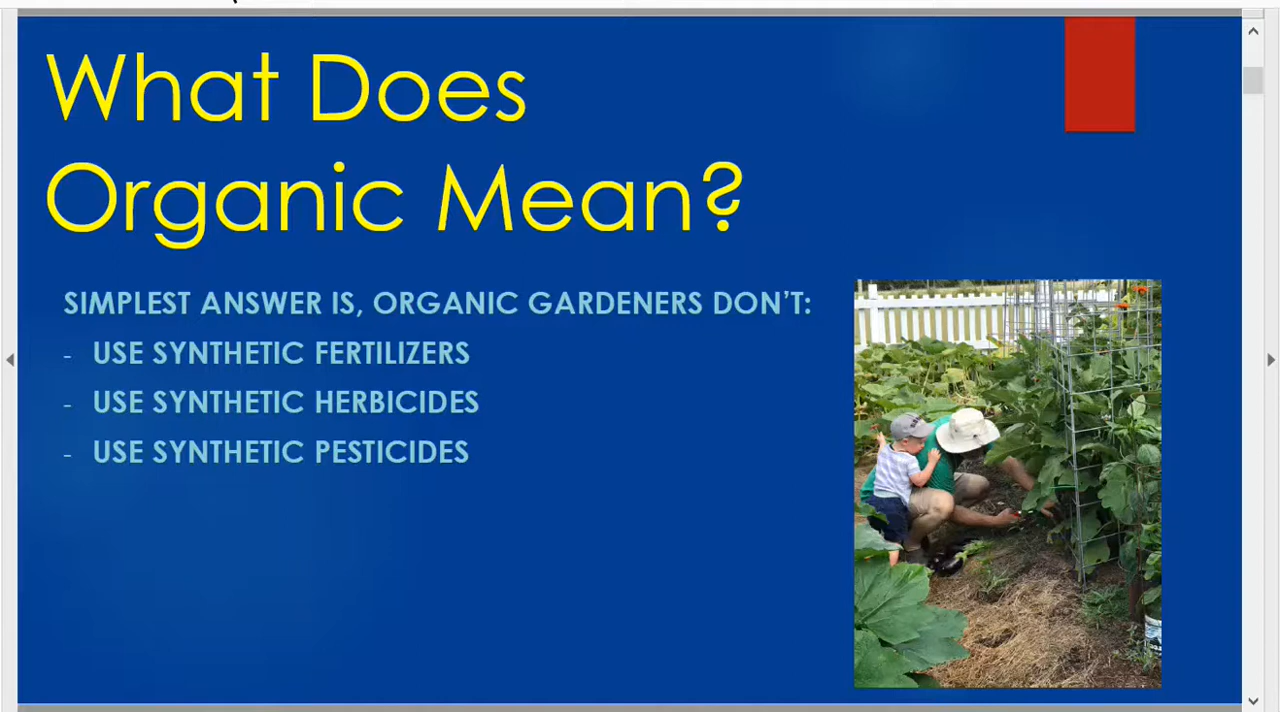 What Does
Organic Mean?
SIMPLEST ANSWER IS, ORGANIC GARDENERS DON’T:
- USE SYNTHETIC FERTILIZERS
- USE SYNTHETIC HERBICIDES
- USE SYNTHETIC PESTICIDES